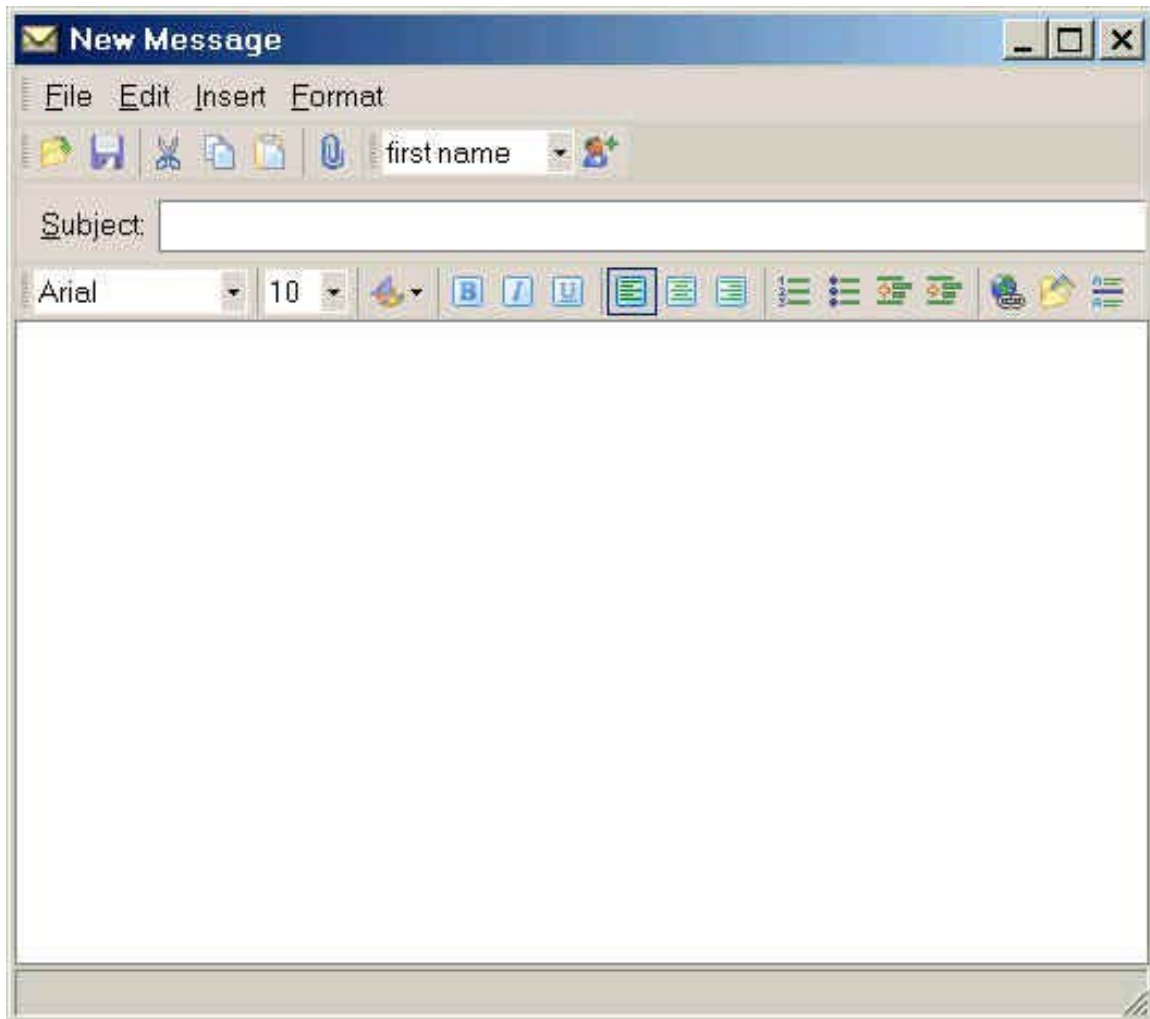 New Message
File Edit Insert Format
first name
Subject:
Arial 10 B I U